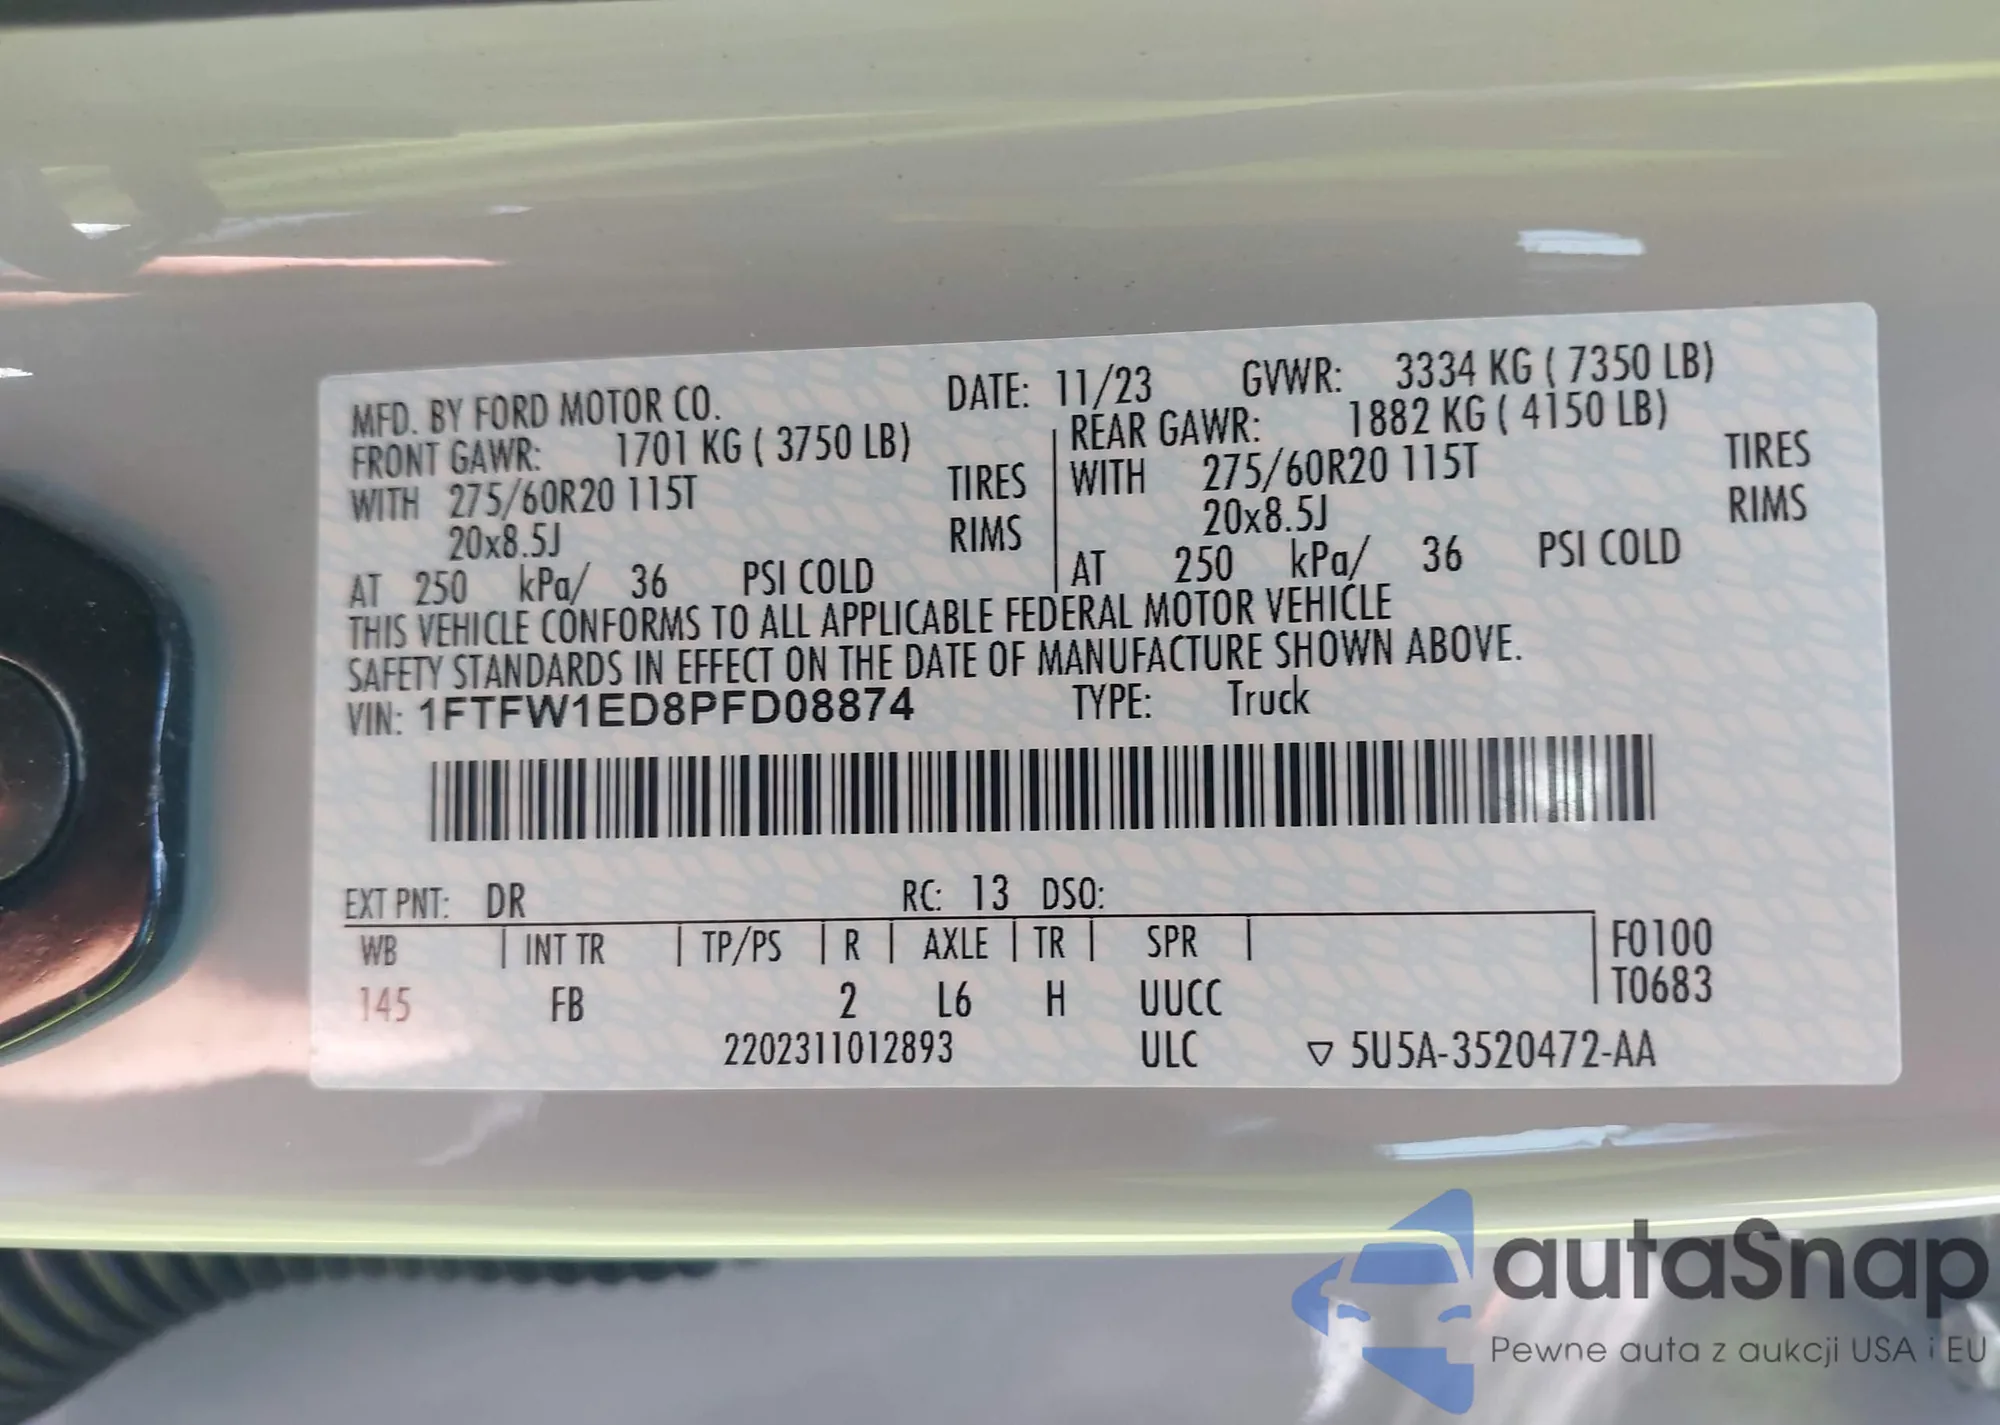 MFD. BY FORD MOTOR CO. DATE: 11/23 GVWR: 3334 KG ( 7350 LB)
FRONT GAWR: 1701 KG ( 3750 LB) REAR GAWR: 1882 KG ( 4150 LB)
WITH 275/60R20 115T TIRES WITH 275/60R20 115T TIRES
20x8.5J RIMS 20x8.5J RIMS
AT 250 kPa/ 36 PSI COLD AT 250 kPa/ 36 PSI COLD
THIS VEHICLE CONFORMS TO ALL APPLICABLE FEDERAL MOTOR VEHICLE
SAFETY STANDARDS IN EFFECT ON THE DATE OF MANUFACTURE SHOWN ABOVE.
VIN: 1FTFW1ED8PFD08874 TYPE: Truck
EXT PNT: DR RC: 13 DSO:
WB INT TR TP/PS R AXLE TR SPR F0100
145 FB 2 L6 H UUCC T0683
2202311012893 ULC ▽ 5U5A-3520472-AA
autaSnap
Pewne auta z aukcji USA i EU